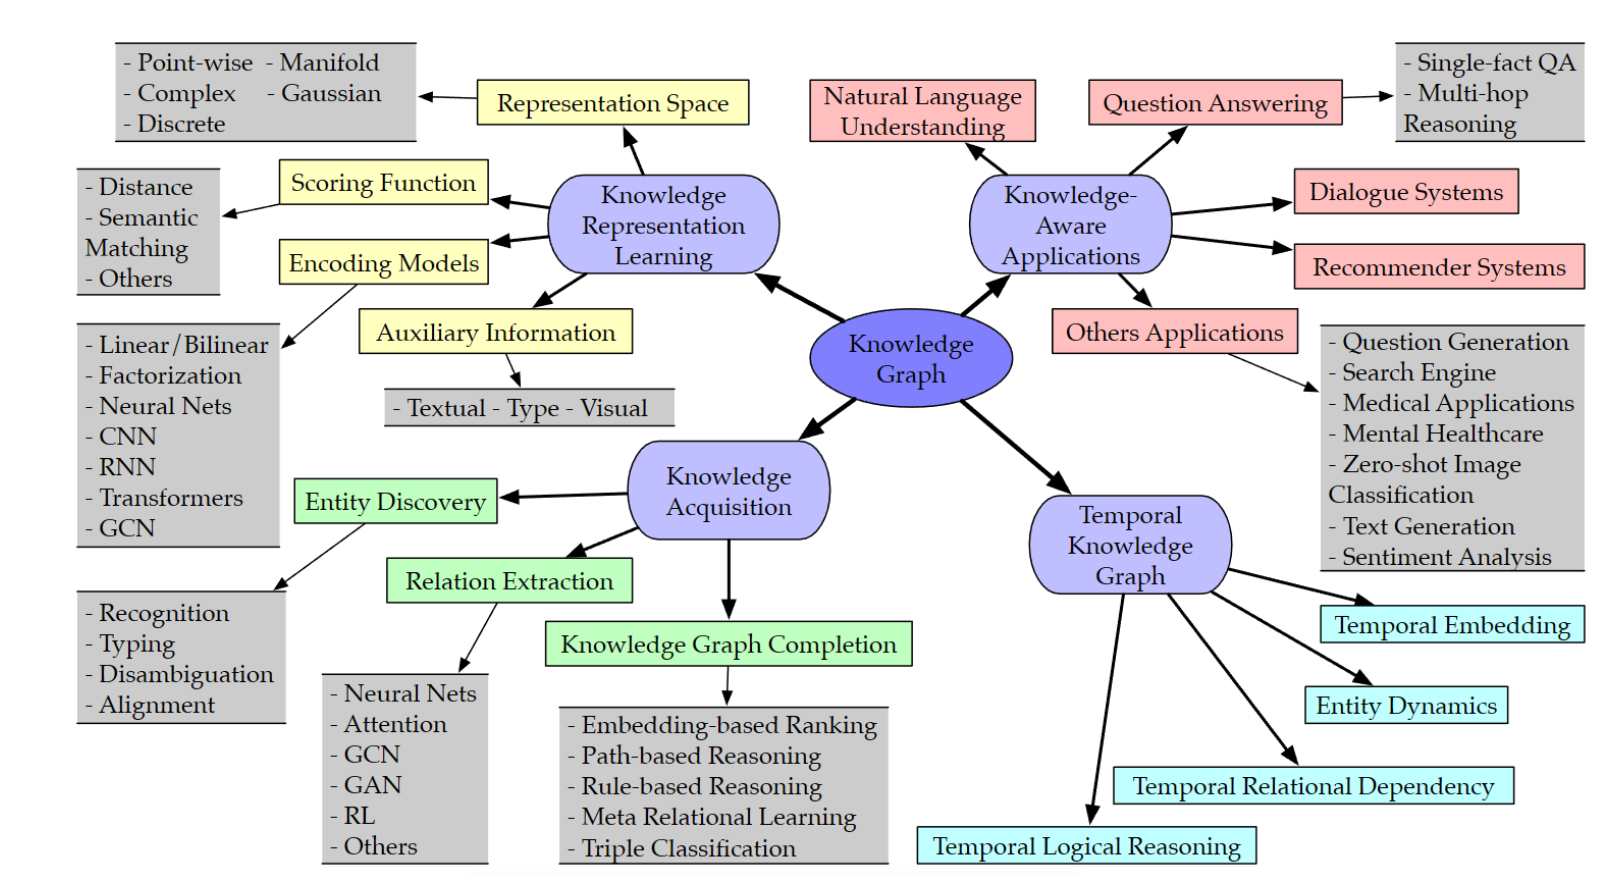 - Point-wise - Manifold
- Complex - Gaussian
- Discrete
Representation Space
Scoring Function
- Distance
- Semantic
Matching
- Others
Encoding Models
- Linear/Bilinear
- Factorization
- Neural Nets
- CNN
- RNN
- Transformers
- GCN
Auxiliary Information
- Textual - Type - Visual
Knowledge
Representation
Learning
Natural Language
Understanding
Question Answering
- Single-fact QA
- Multi-hop
Reasoning
Knowledge-
Aware
Applications
Dialogue Systems
Recommender Systems
Others Applications
- Question Generation
- Search Engine
- Medical Applications
- Mental Healthcare
- Zero-shot Image
Classification
- Text Generation
- Sentiment Analysis
Knowledge
Graph
Knowledge
Acquisition
Entity Discovery
- Recognition
- Typing
- Disambiguation
- Alignment
Relation Extraction
- Neural Nets
- Attention
- GCN
- GAN
- RL
- Others
Knowledge Graph Completion
- Embedding-based Ranking
- Path-based Reasoning
- Rule-based Reasoning
- Meta Relational Learning
- Triple Classification
Temporal
Knowledge
Graph
Temporal Embedding
Entity Dynamics
Temporal Relational Dependency
Temporal Logical Reasoning